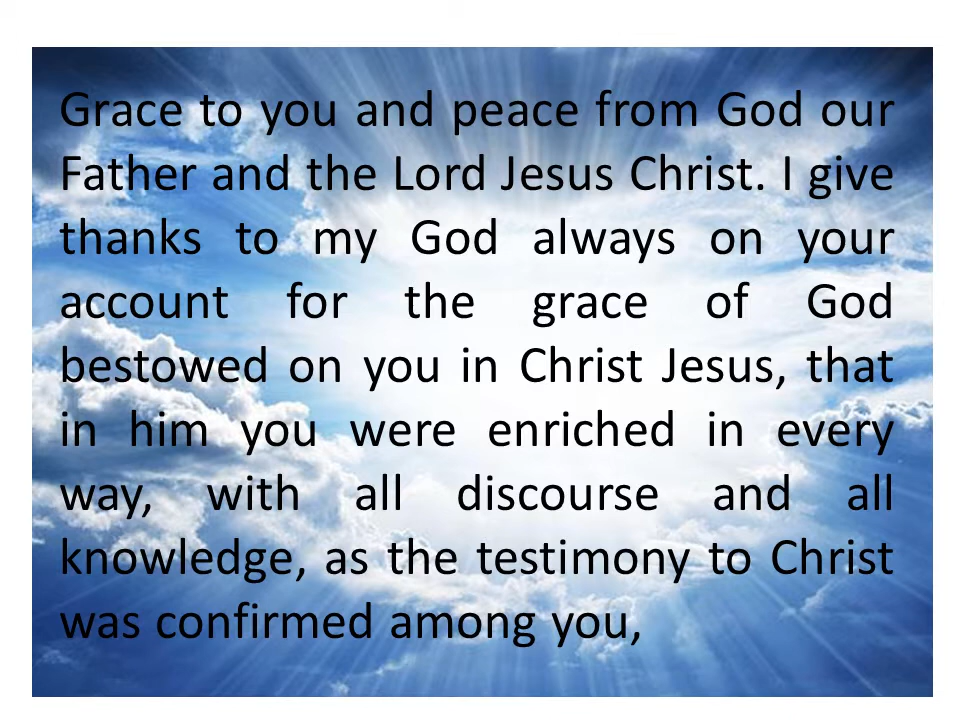 Grace to you and peace from God our
Father and the Lord Jesus Christ. I give
thanks to my God always on your
account for the grace of God
bestowed on you in Christ Jesus, that
in him you were enriched in every
way, with all discourse and all
knowledge, as the testimony to Christ
was confirmed among you,